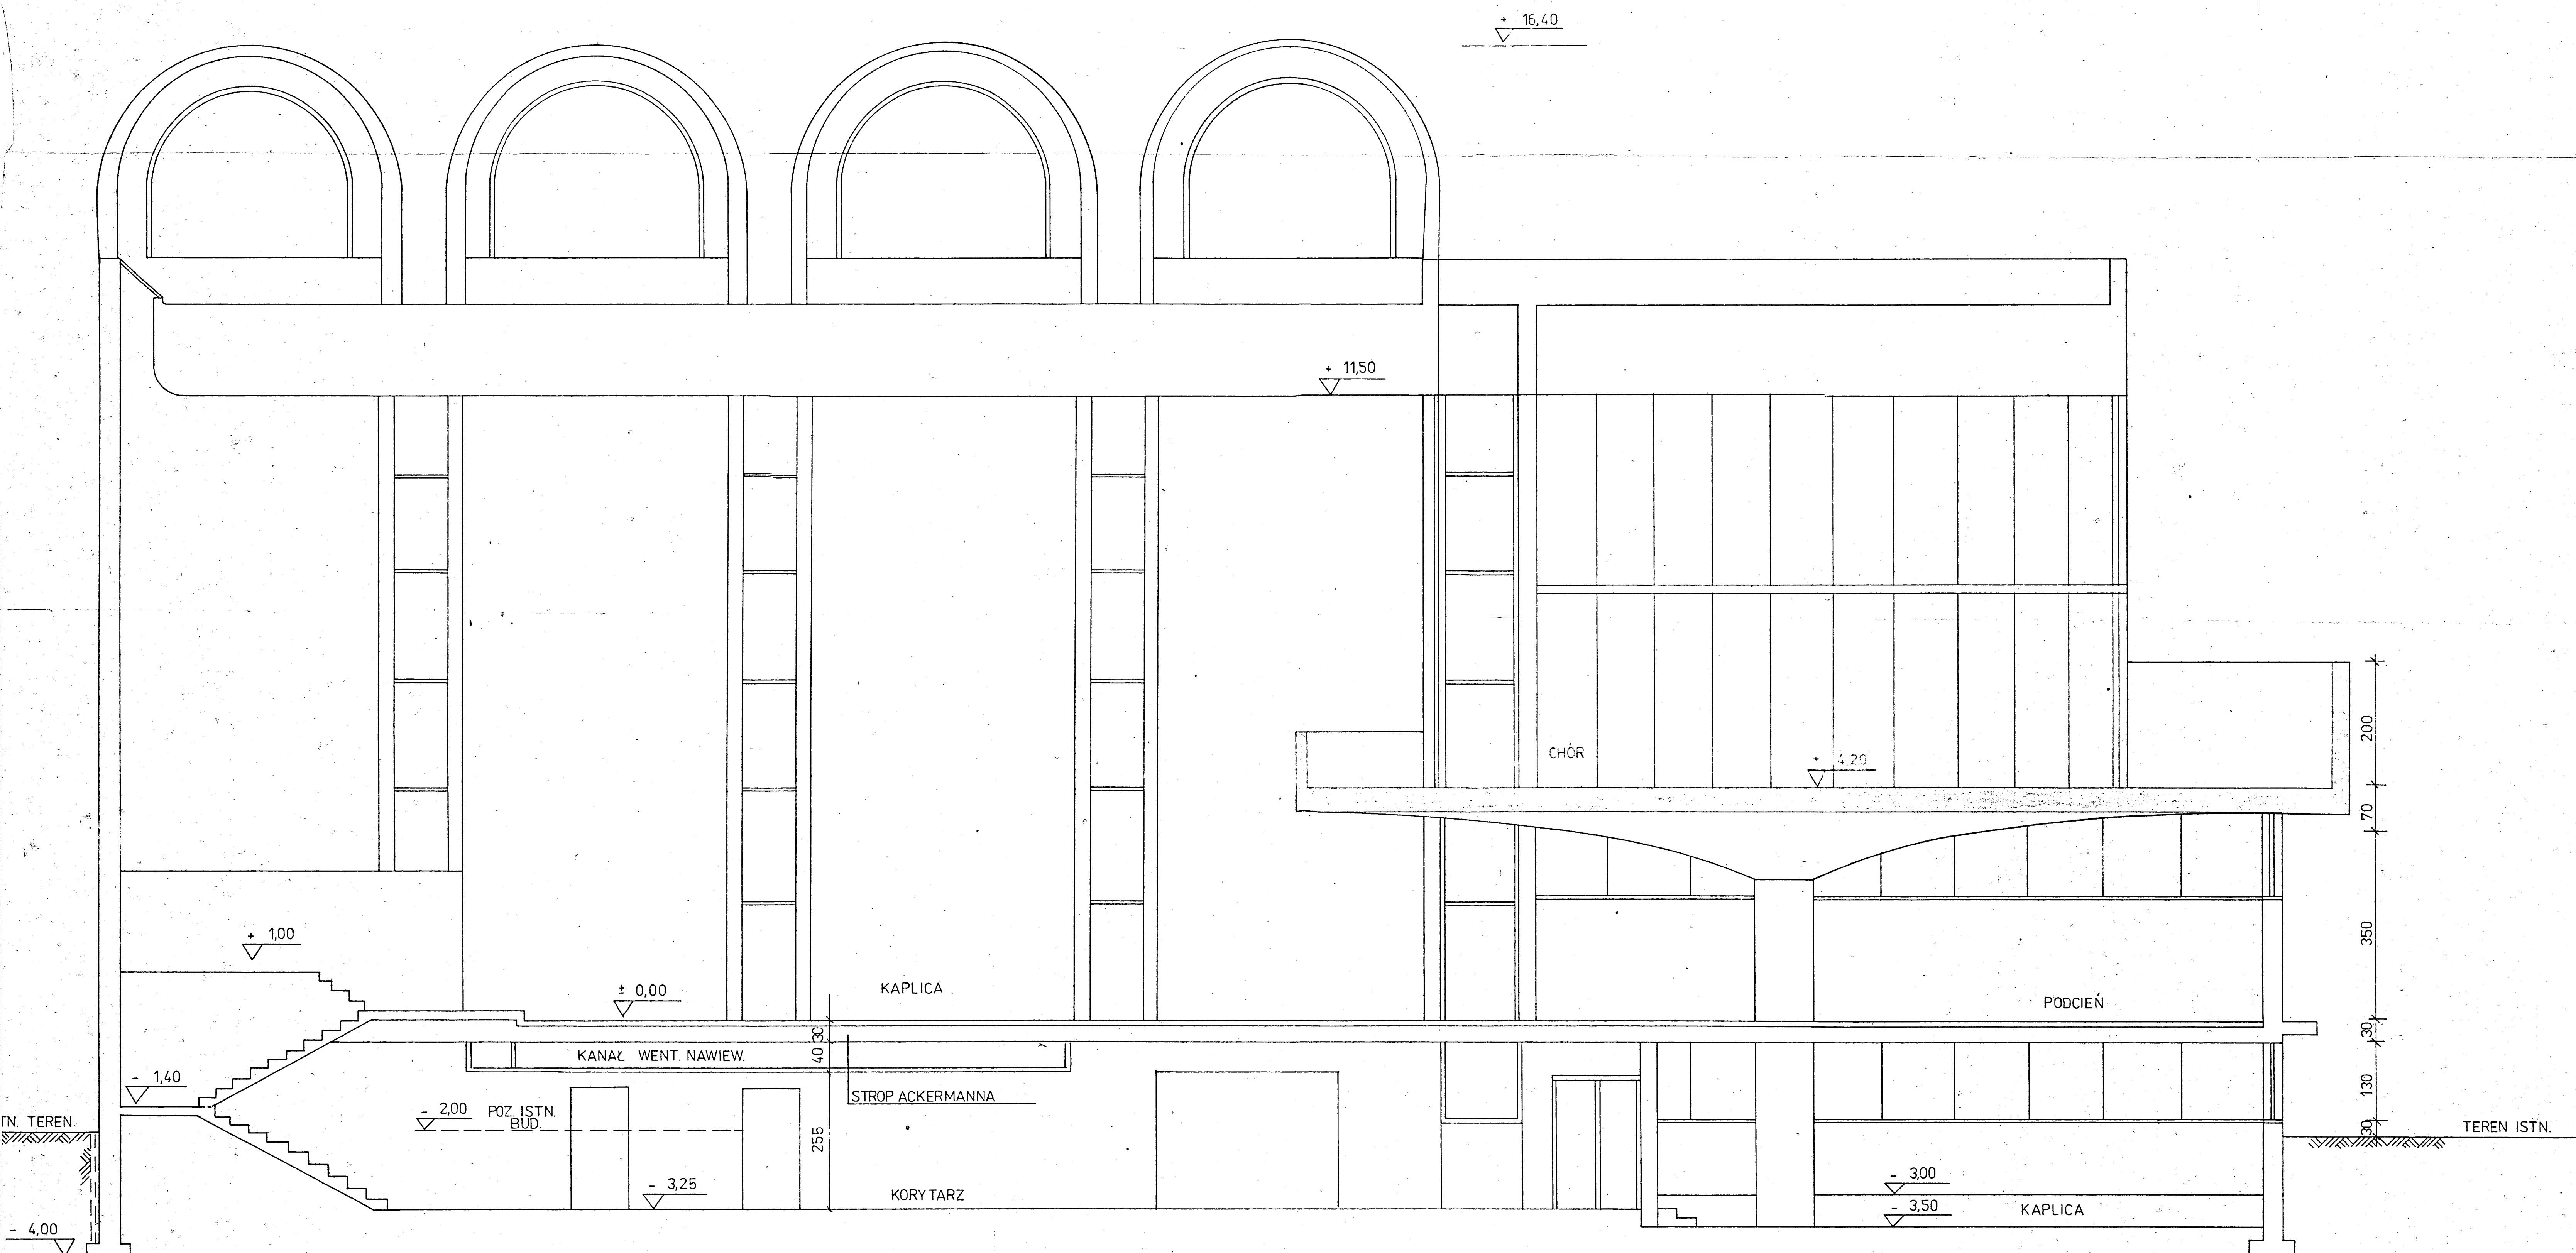 + 16,40
+ 11,50
CHÓR
+ 4,20
200
70
350
30
130
30
+ 1,00
± 0,00
KAPLICA
PODCIEŃ
30
40
KANAŁ WENT. NAWIEW.
STROP ACKERMANNA
- 1,40
- 2,00 POZ. ISTN.
BUD.
TN. TEREN
TEREN ISTN.
255
- 3,25
KORYTARZ
- 3,00
- 3,50
KAPLICA
- 4,00